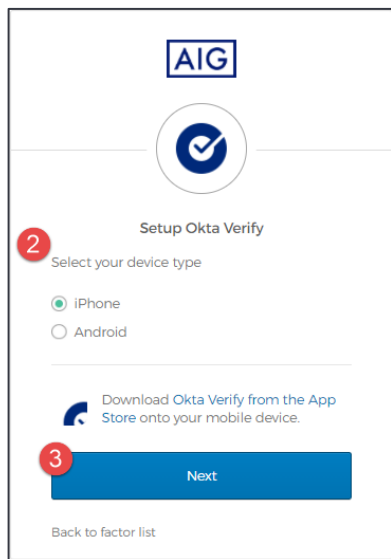 AIG
Setup Okta Verify
2
Select your device type
iPhone
Android
Download Okta Verify from the App
Store onto your mobile device.
3
Next
Back to factor list